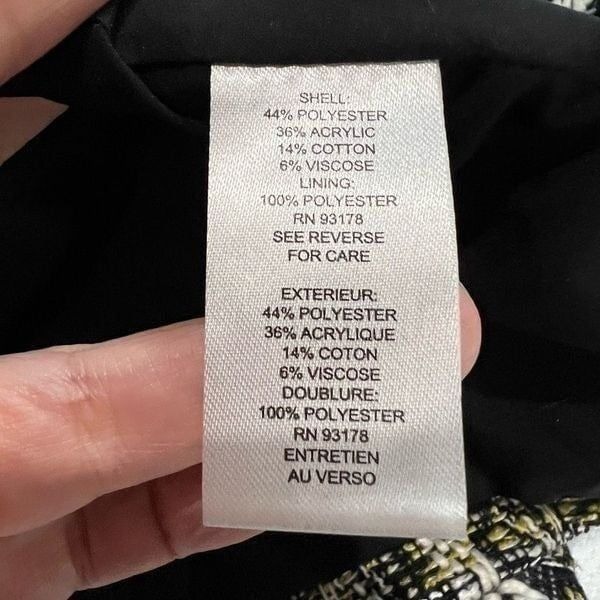 SHELL:
44% POLYESTER
36% ACRYLIC
14% COTTON
6% VISCOSE
LINING:
100% POLYESTER
RN 93178
SEE REVERSE
FOR CARE
EXTERIEUR:
44% POLYESTER
36% ACRYLIQUE
14% COTON
6% VISCOSE
DOUBLURE:
100% POLYESTER
RN 93178
ENTRETIEN
AU VERSO